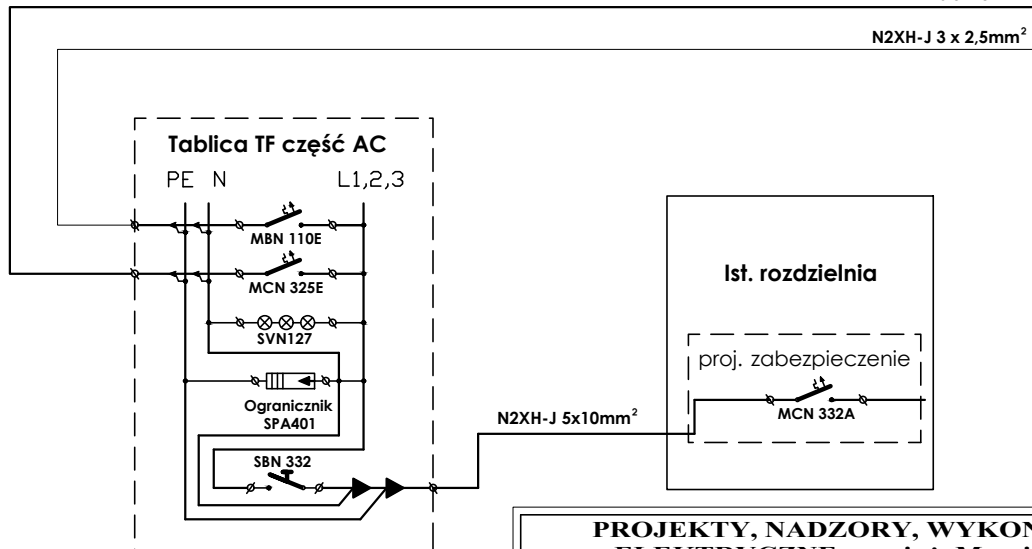 N2XH-J 3 x 2,5mm²
Tablica TF część AC
PE N L1,2,3
MBN 110E
MCN 325E
SVN127
Ogranicznik
SPA401
SBN 332
N2XH-J 5x10mm²
Ist. rozdzielnia
proj. zabezpieczenie
MCN 332A
PROJEKTY, NADZORY,